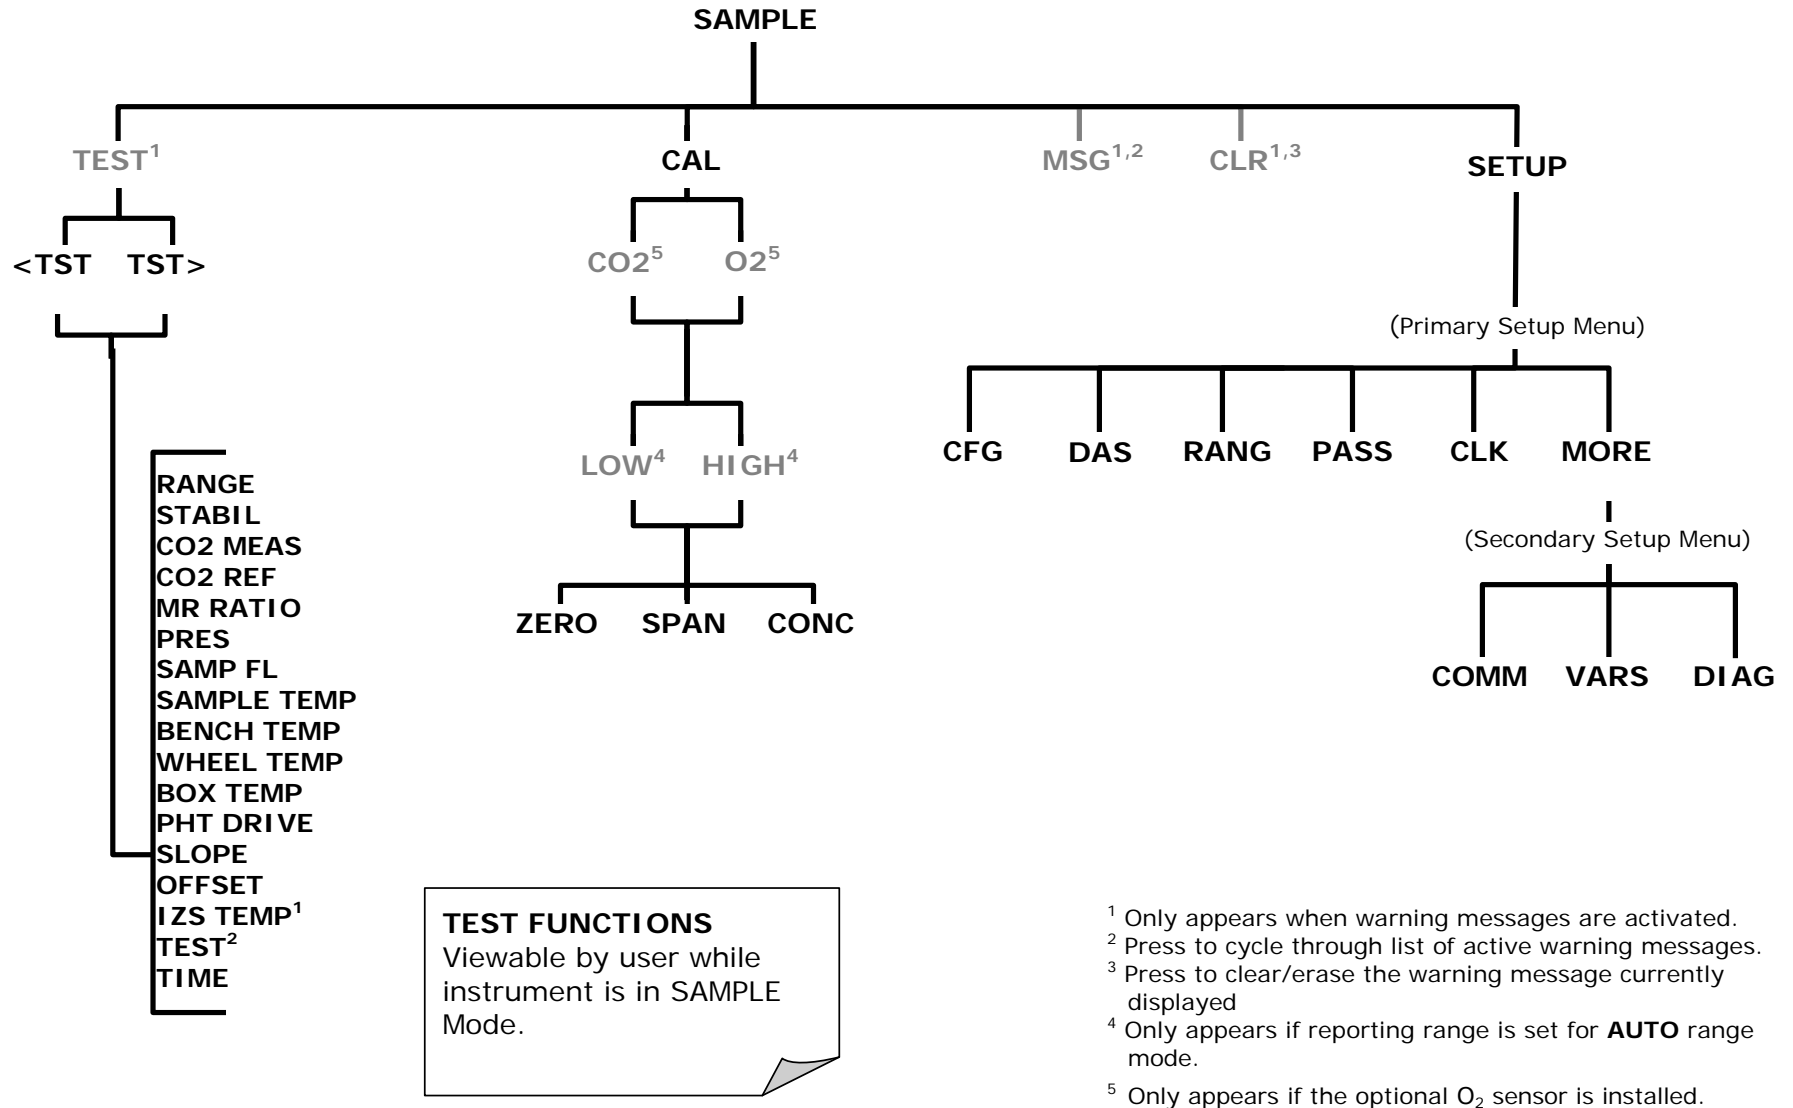 SAMPLE
TEST1 CAL MSG1,2 CLR1,3 SETUP
<TST TST> CO25 O25
(Primary Setup Menu)
CFG DAS RANG PASS CLK MORE
LOW4 HIGH4
(Secondary Setup Menu)
ZERO SPAN CONC
COMM VARS DIAG
RANGE
STABIL
CO2 MEAS
CO2 REF
MR RATIO
PRES
SAMP FL
SAMPLE TEMP
BENCH TEMP
WHEEL TEMP
BOX TEMP
PHT DRIVE
SLOPE
OFFSET
IZS TEMP1
TEST2
TIME
TEST FUNCTIONS
Viewable by user while
instrument is in SAMPLE
Mode.
1 Only appears when warning messages are activated.
2 Press to cycle through list of active warning messages.
3 Press to clear/erase the warning message currently
displayed
4 Only appears if reporting range is set for AUTO range
mode.
5 Only appears if the optional O2 sensor is installed.